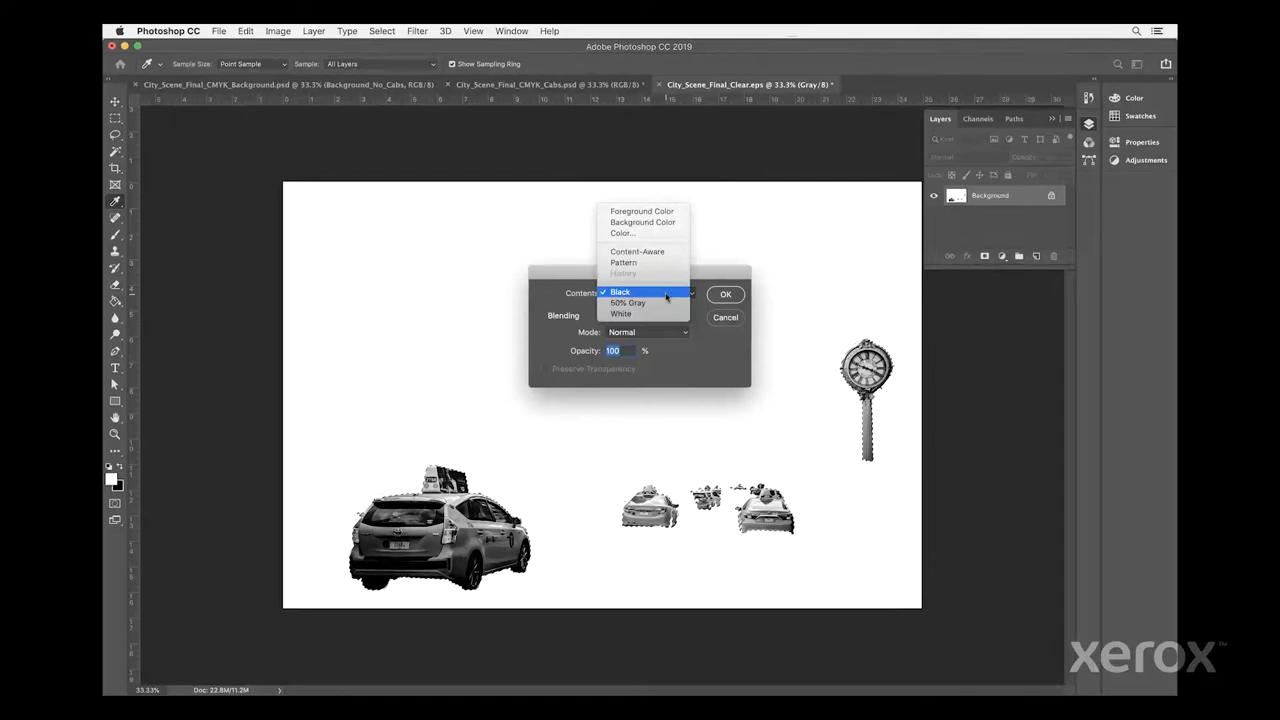 Photoshop CC File Edit Image Layer Type Select Filter 3D View Window Help
Adobe Photoshop CC 2019
Sample Size: Point Sample Sample: All Layers Show Sampling Ring
City_Scene_Final_CMYK_Background.psd @ 33.3% (Background_No_Cabs, RGB/8) City_Scene_Final_CMYK_Cabs.psd @ 33.3% (RGB/8) * City_Scene_Final_Clear.eps @ 33.3% (Gray/8) *
Color
Swatches
Properties
Adjustments
Layers Channels Paths
Kind
Normal Opacity:
Lock: Fill:
Background
Foreground Color
Background Color
Color...
Content-Aware
Pattern
History
Contents
Black
50% Gray
White
OK
Blending
Cancel
Mode: Normal
Opacity: 100 %
Preserve Transparency
xerox™
33.33% Doc: 22.8M/11.2M